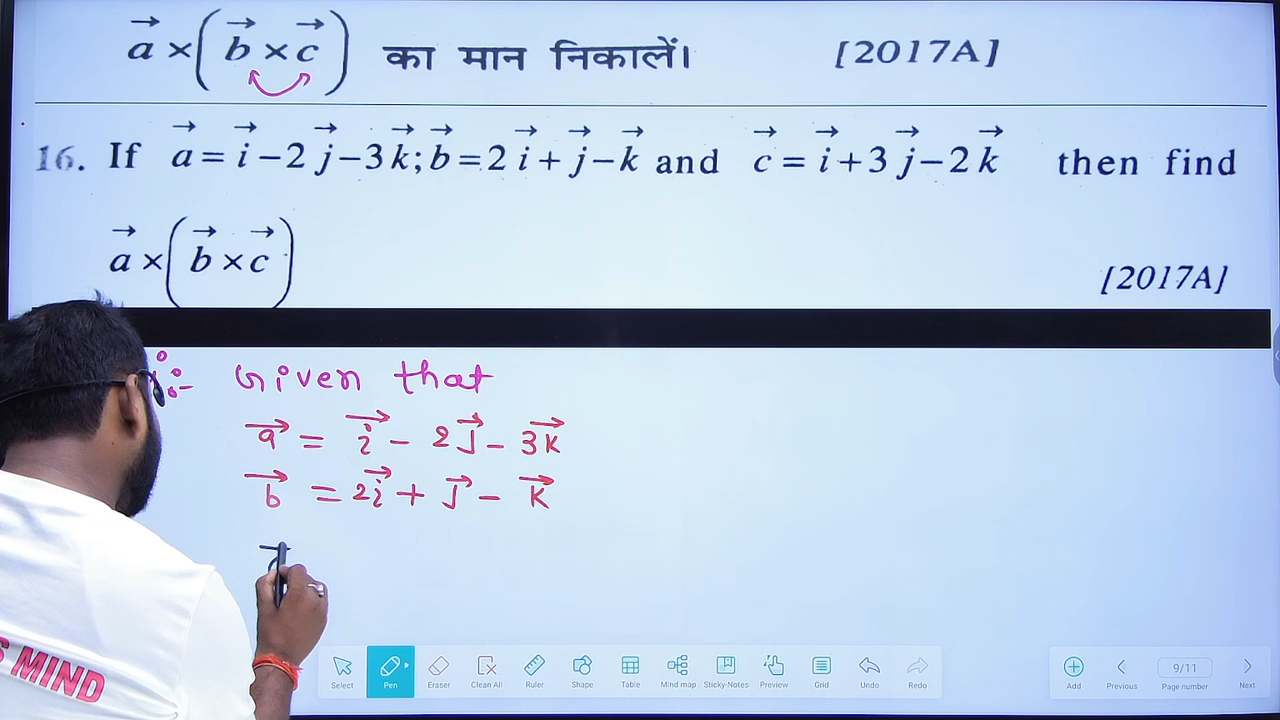 a⃗ × ( b⃗ × c⃗ ) का मान निकालें। [2017A]
16. If a⃗ = i⃗ − 2 j⃗ − 3 k⃗ ; b⃗ = 2 i⃗ + j⃗ − k⃗ and c⃗ = i⃗ + 3 j⃗ − 2 k⃗ then find
a⃗ × ( b⃗ × c⃗ ) [2017A]
Given that
a⃗ = i⃗ − 2J⃗ − 3K⃗
b⃗ = 2i⃗ + J⃗ − K⃗
MIND
Select Pen Eraser Clean All Ruler Shape Table Mind map Sticky-Notes Preview Grid Undo Redo Add Previous 9/11 Page number Next